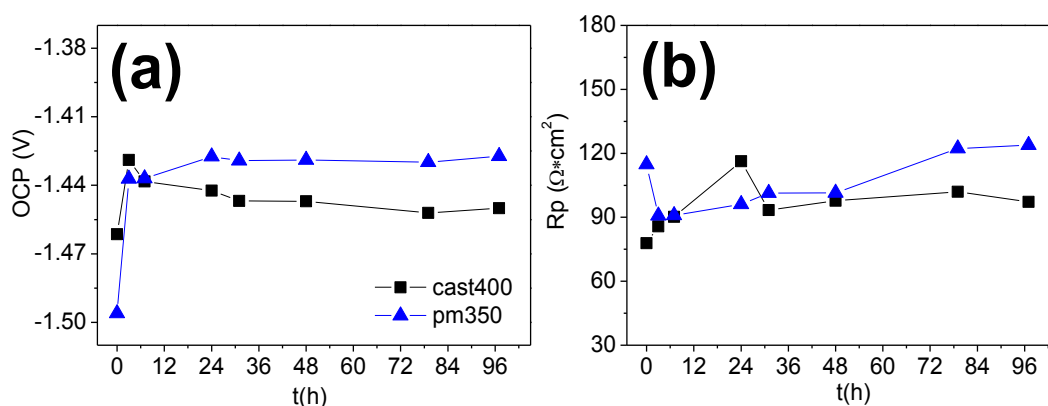 (a)
OCP (V)
-1.38
-1.41
-1.44
-1.47
-1.50
cast400
pm350
0 12 24 36 48 60 72 84 96
t(h)
(b)
Rp (Ω*cm²)
180
150
120
90
60
30
0 12 24 36 48 60 72 84 96
t(h)